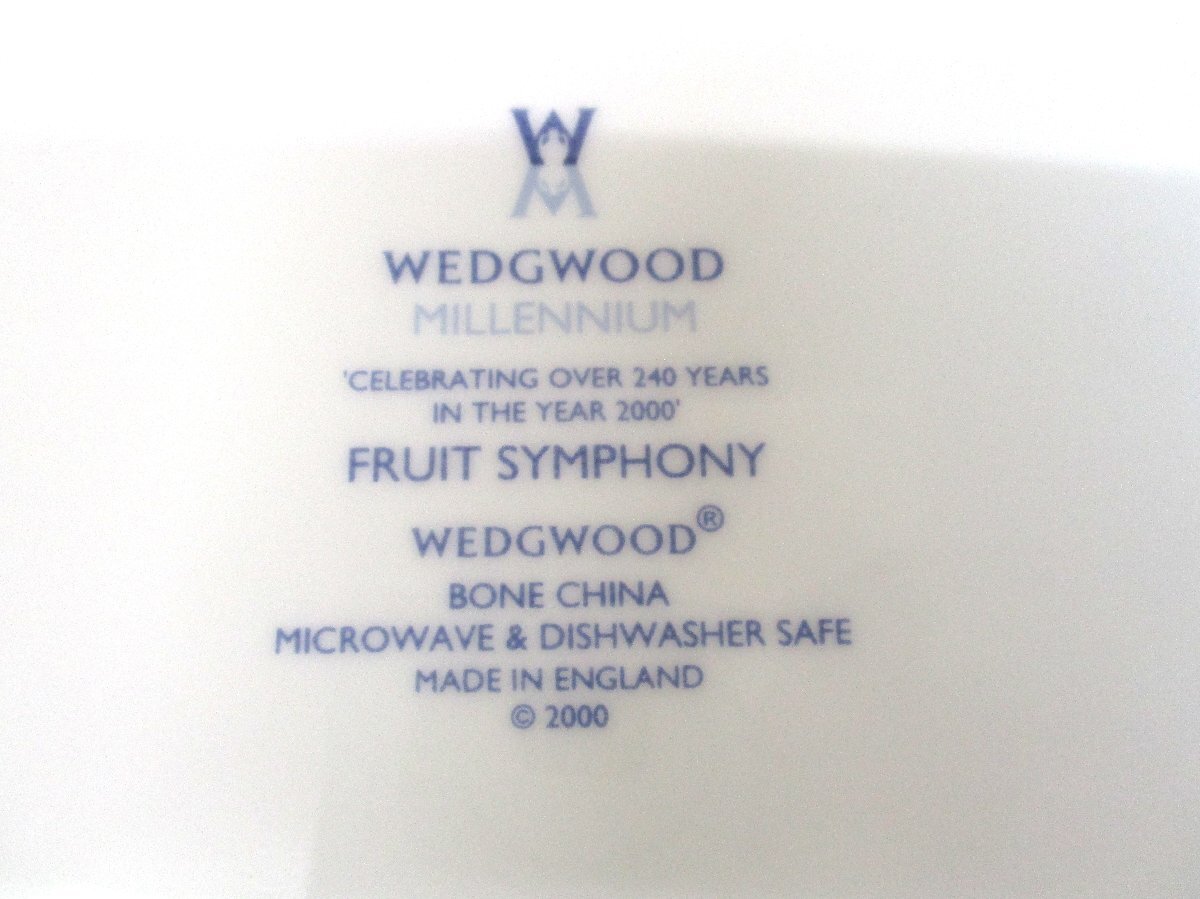 W
M
WEDGWOOD
MILLENNIUM
'CELEBRATING OVER 240 YEARS
IN THE YEAR 2000'
FRUIT SYMPHONY
WEDGWOOD®
BONE CHINA
MICROWAVE & DISHWASHER SAFE
MADE IN ENGLAND
© 2000